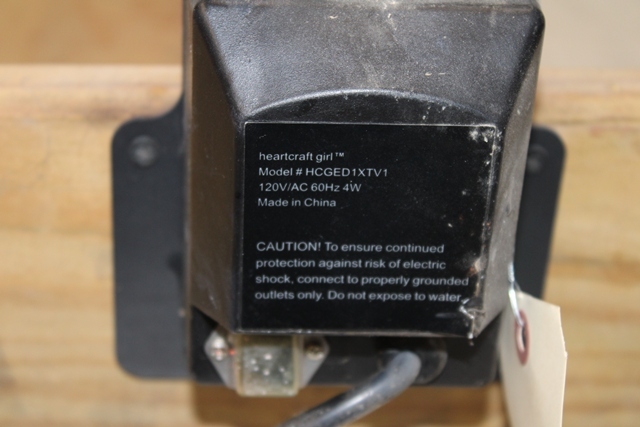 heartcraft girl™
Model # HCGED1XTV1
120V/AC 60Hz 4W
Made in China
CAUTION! To ensure continued
protection against risk of electric
shock, connect to properly grounded
outlets only. Do not expose to water.